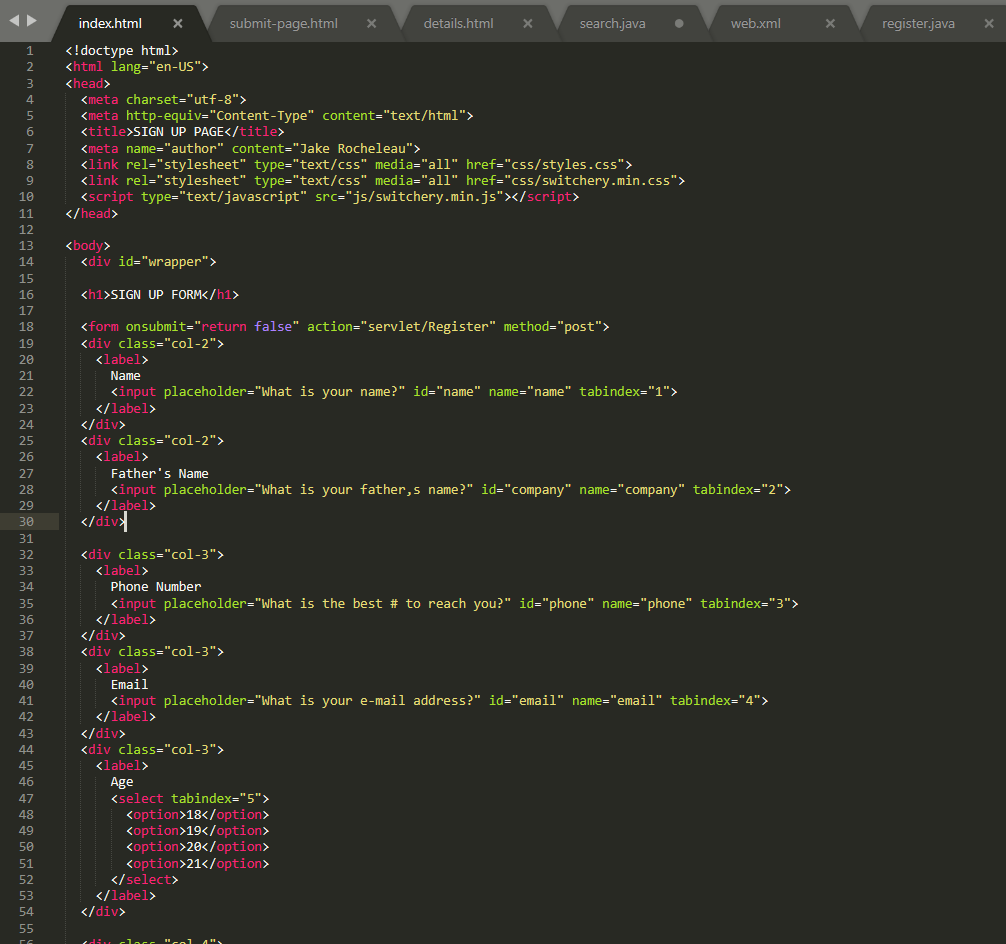 index.html × submit-page.html × details.html × search.java ● web.xml × register.java ×
1 <!doctype html>
2 <html lang="en-US">
3 <head>
4 <meta charset="utf-8">
5 <meta http-equiv="Content-Type" content="text/html">
6 <title>SIGN UP PAGE</title>
7 <meta name="author" content="Jake Rocheleau">
8 <link rel="stylesheet" type="text/css" media="all" href="css/styles.css">
9 <link rel="stylesheet" type="text/css" media="all" href="css/switchery.min.css">
10 <script type="text/javascript" src="js/switchery.min.js"></script>
11 </head>
12
13 <body>
14 <div id="wrapper">
15
16 <h1>SIGN UP FORM</h1>
17
18 <form onsubmit="return false" action="servlet/Register" method="post">
19 <div class="col-2">
20 <label>
21 Name
22 <input placeholder="What is your name?" id="name" name="name" tabindex="1">
23 </label>
24 </div>
25 <div class="col-2">
26 <label>
27 Father's Name
28 <input placeholder="What is your father,s name?" id="company" name="company" tabindex="2">
29 </label>
30 </div>
31
32 <div class="col-3">
33 <label>
34 Phone Number
35 <input placeholder="What is the best # to reach you?" id="phone" name="phone" tabindex="3">
36 </label>
37 </div>
38 <div class="col-3">
39 <label>
40 Email
41 <input placeholder="What is your e-mail address?" id="email" name="email" tabindex="4">
42 </label>
43 </div>
44 <div class="col-3">
45 <label>
46 Age
47 <select tabindex="5">
48 <option>18</option>
49 <option>19</option>
50 <option>20</option>
51 <option>21</option>
52 </select>
53 </label>
54 </div>
55
56 <div class="col-4">